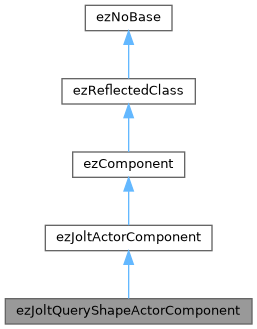 ezNoBase
ezReflectedClass
ezComponent
ezJoltActorComponent
ezJoltQueryShapeActorComponent